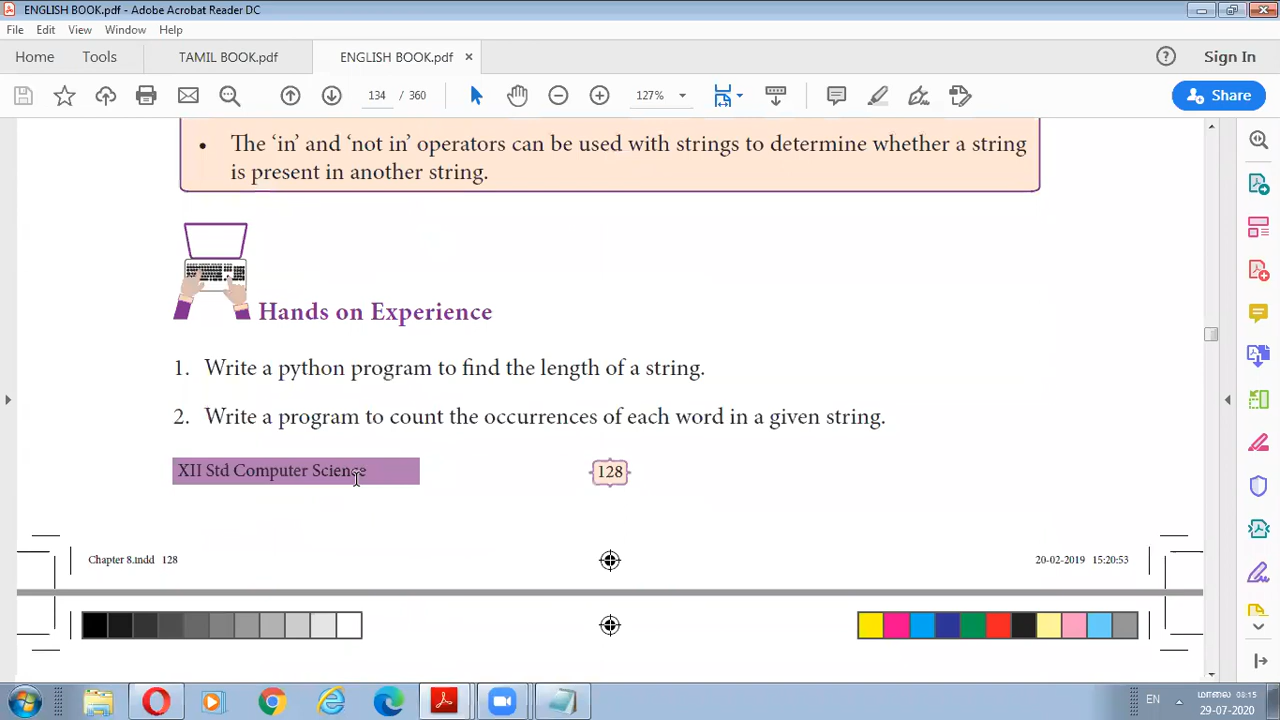 ENGLISH BOOK.pdf - Adobe Acrobat Reader DC
File Edit View Window Help
Home Tools TAMIL BOOK.pdf ENGLISH BOOK.pdf × Sign In
134 / 360 127% Share
• The ‘in’ and ‘not in’ operators can be used with strings to determine whether a string
is present in another string.
Hands on Experience
1. Write a python program to find the length of a string.
2. Write a program to count the occurrences of each word in a given string.
XII Std Computer Science 128
Chapter 8.indd 128 20-02-2019 15:20:53
EN மாலை 08:15
29-07-2020